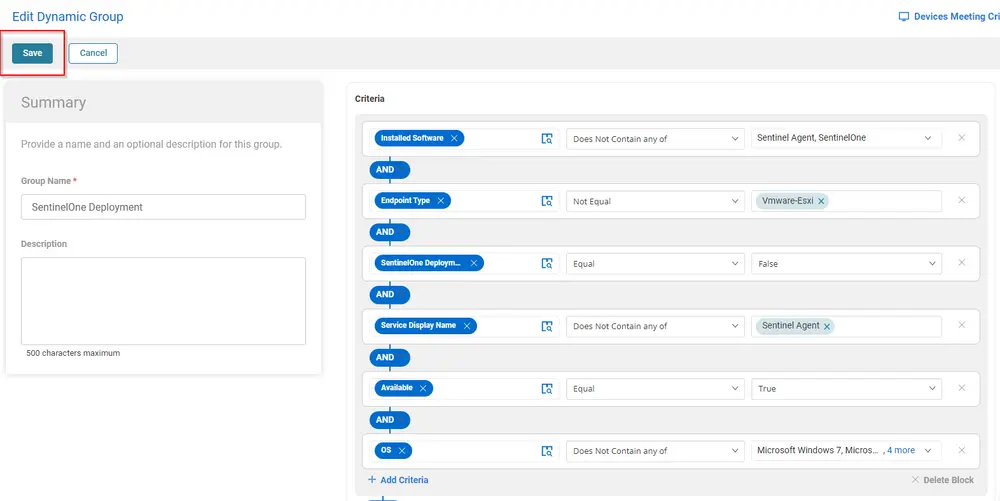 Edit Dynamic Group
Devices Meeting Cri
Save
Cancel
Summary
Provide a name and an optional description for this group.
Group Name *
SentinelOne Deployment
Description
500 characters maximum
Criteria
Installed Software Does Not Contain any of Sentinel Agent, SentinelOne
AND
Endpoint Type Not Equal Vmware-Esxi
AND
SentinelOne Deploym... Equal False
AND
Service Display Name Does Not Contain any of Sentinel Agent
AND
Available Equal True
AND
OS Does Not Contain any of Microsoft Windows 7, Micros... , 4 more
+ Add Criteria
Delete Block